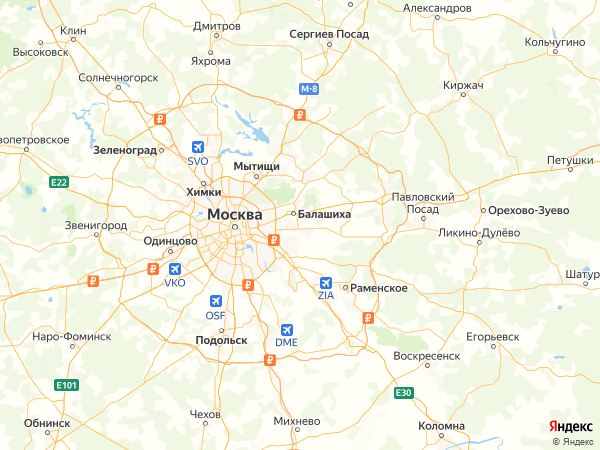 Александров
Клин
Дмитров
Сергиев Посад
Высоковск
Кольчугино
Яхрома
Солнечногорск
М-8
Киржач
Зеленоград
SVO
Мытищи
Петушки
E22
Химки
Москва
Балашиха
Павловский
Посад
Орехово-Зуево
Звенигород
Одинцово
Ликино-Дулёво
VKO
OSF
ZIA
Раменское
DME
Наро-Фоминск
Подольск
Егорьевск
Воскресенск
E101
E30
Чехов
Обнинск
Михнево
Коломна
Яндекс
© Яндекс